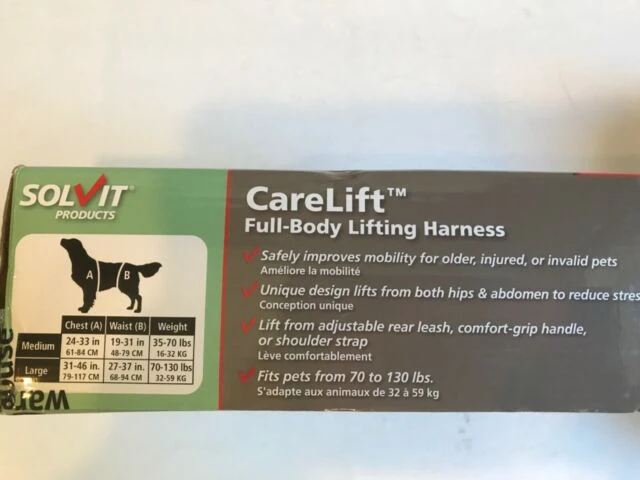 SOLVIT®
PRODUCTS
A B
Chest (A) Waist (B) Weight
Medium 24-33 in 19-31 in 35-70 lbs
61-84 CM 48-79 CM 16-32 KG
Large 31-46 in. 27-37 in. 70-130 lbs
79-117 CM 68-94 CM 32-59 KG
CareLift™
Full-Body Lifting Harness
Safely improves mobility for older, injured, or invalid pets
Améliore la mobilité
Unique design lifts from both hips & abdomen to reduce stres
Conception unique
Lift from adjustable rear leash, comfort-grip handle,
or shoulder strap
Lève comfortablement
Fits pets from 70 to 130 lbs.
S'adapte aux animaux de 32 à 59 kg